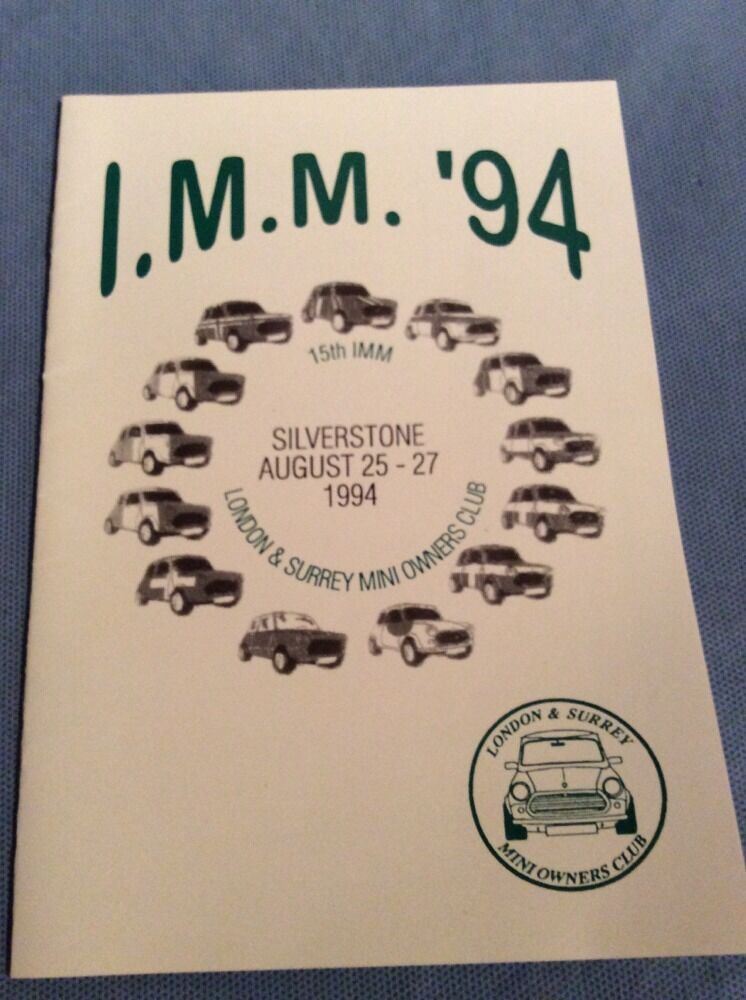 I.M.M. '94
15th IMM
SILVERSTONE
AUGUST 25 - 27
1994
LONDON & SURREY MINI OWNERS CLUB
LONDON & SURREY
MINI OWNERS CLUB